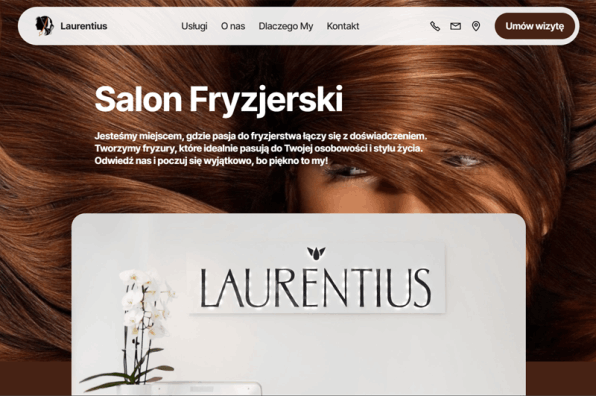 Laurentius
Usługi O nas Dlaczego My Kontakt
Umów wizytę
Salon Fryzjerski
Jesteśmy miejscem, gdzie pasja do fryzjerstwa łączy się z doświadczeniem.
Tworzymy fryzury, które idealnie pasują do Twojej osobowości i stylu życia.
Odwiedź nas i poczuj się wyjątkowo, bo piękno to my!
LAURENTIUS